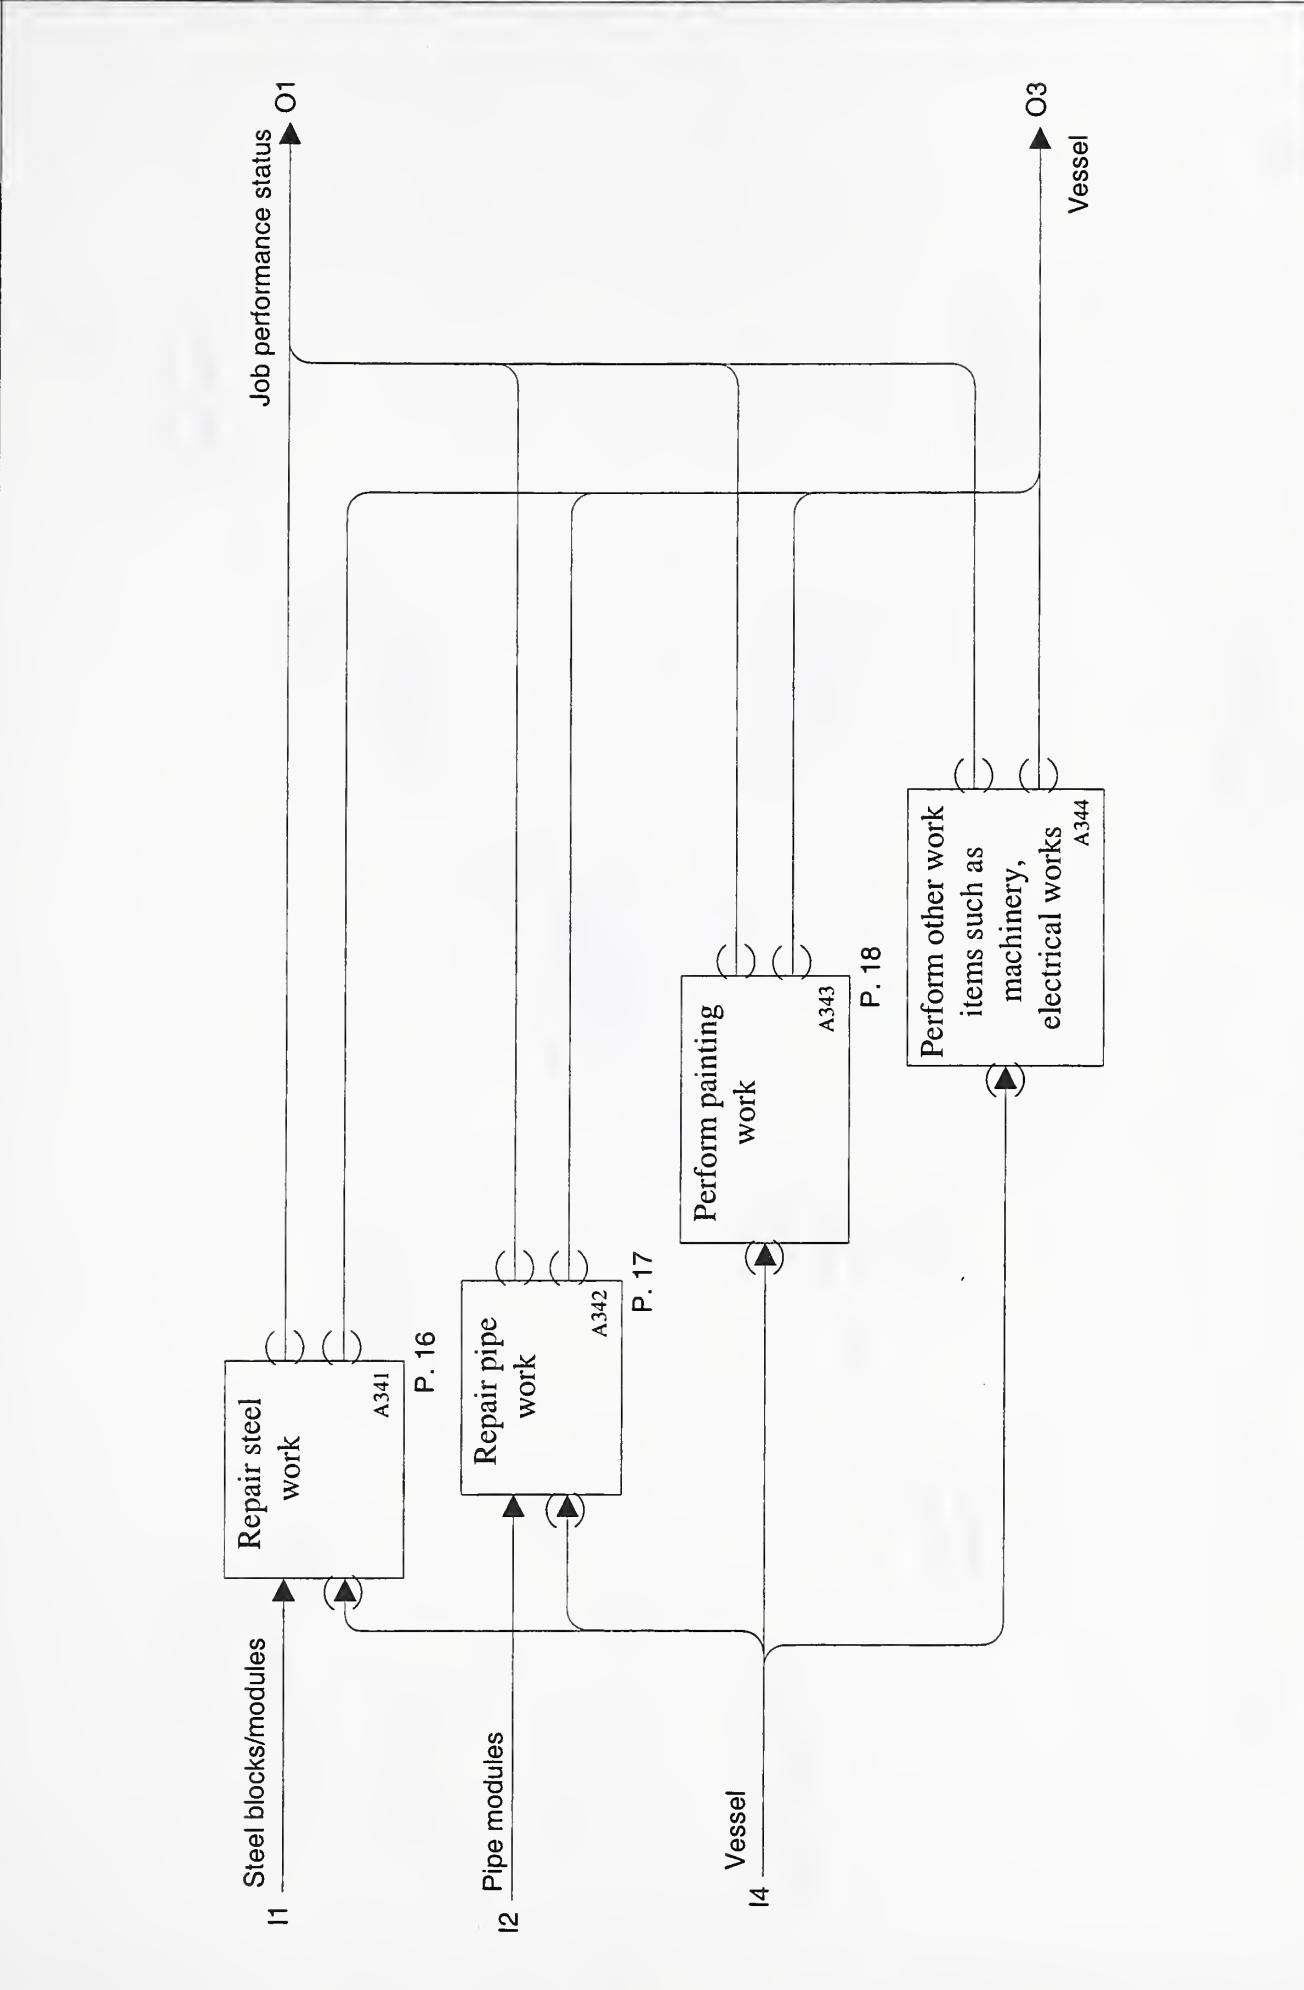 Job performance status
O1
Steel blocks/modules
I1
Repair steel
work
A341
P. 16
Pipe modules
I2
Repair pipe
work
A342
P. 17
Vessel
I4
Perform painting
work
A343
P. 18
Perform other work
items such as
machinery,
electrical works
A344
O3
Vessel